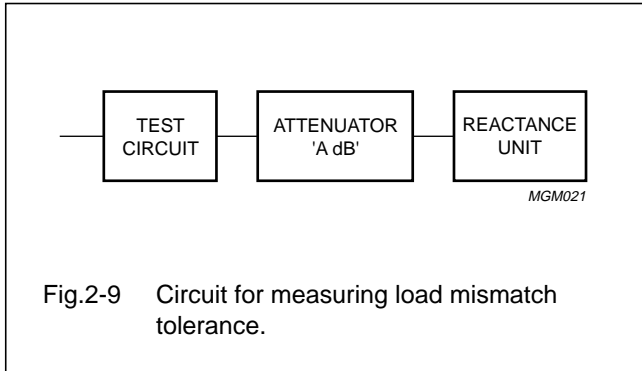 TEST
CIRCUIT
ATTENUATOR
'A dB'
REACTANCE
UNIT
MGM021
Fig.2-9 Circuit for measuring load mismatch
tolerance.